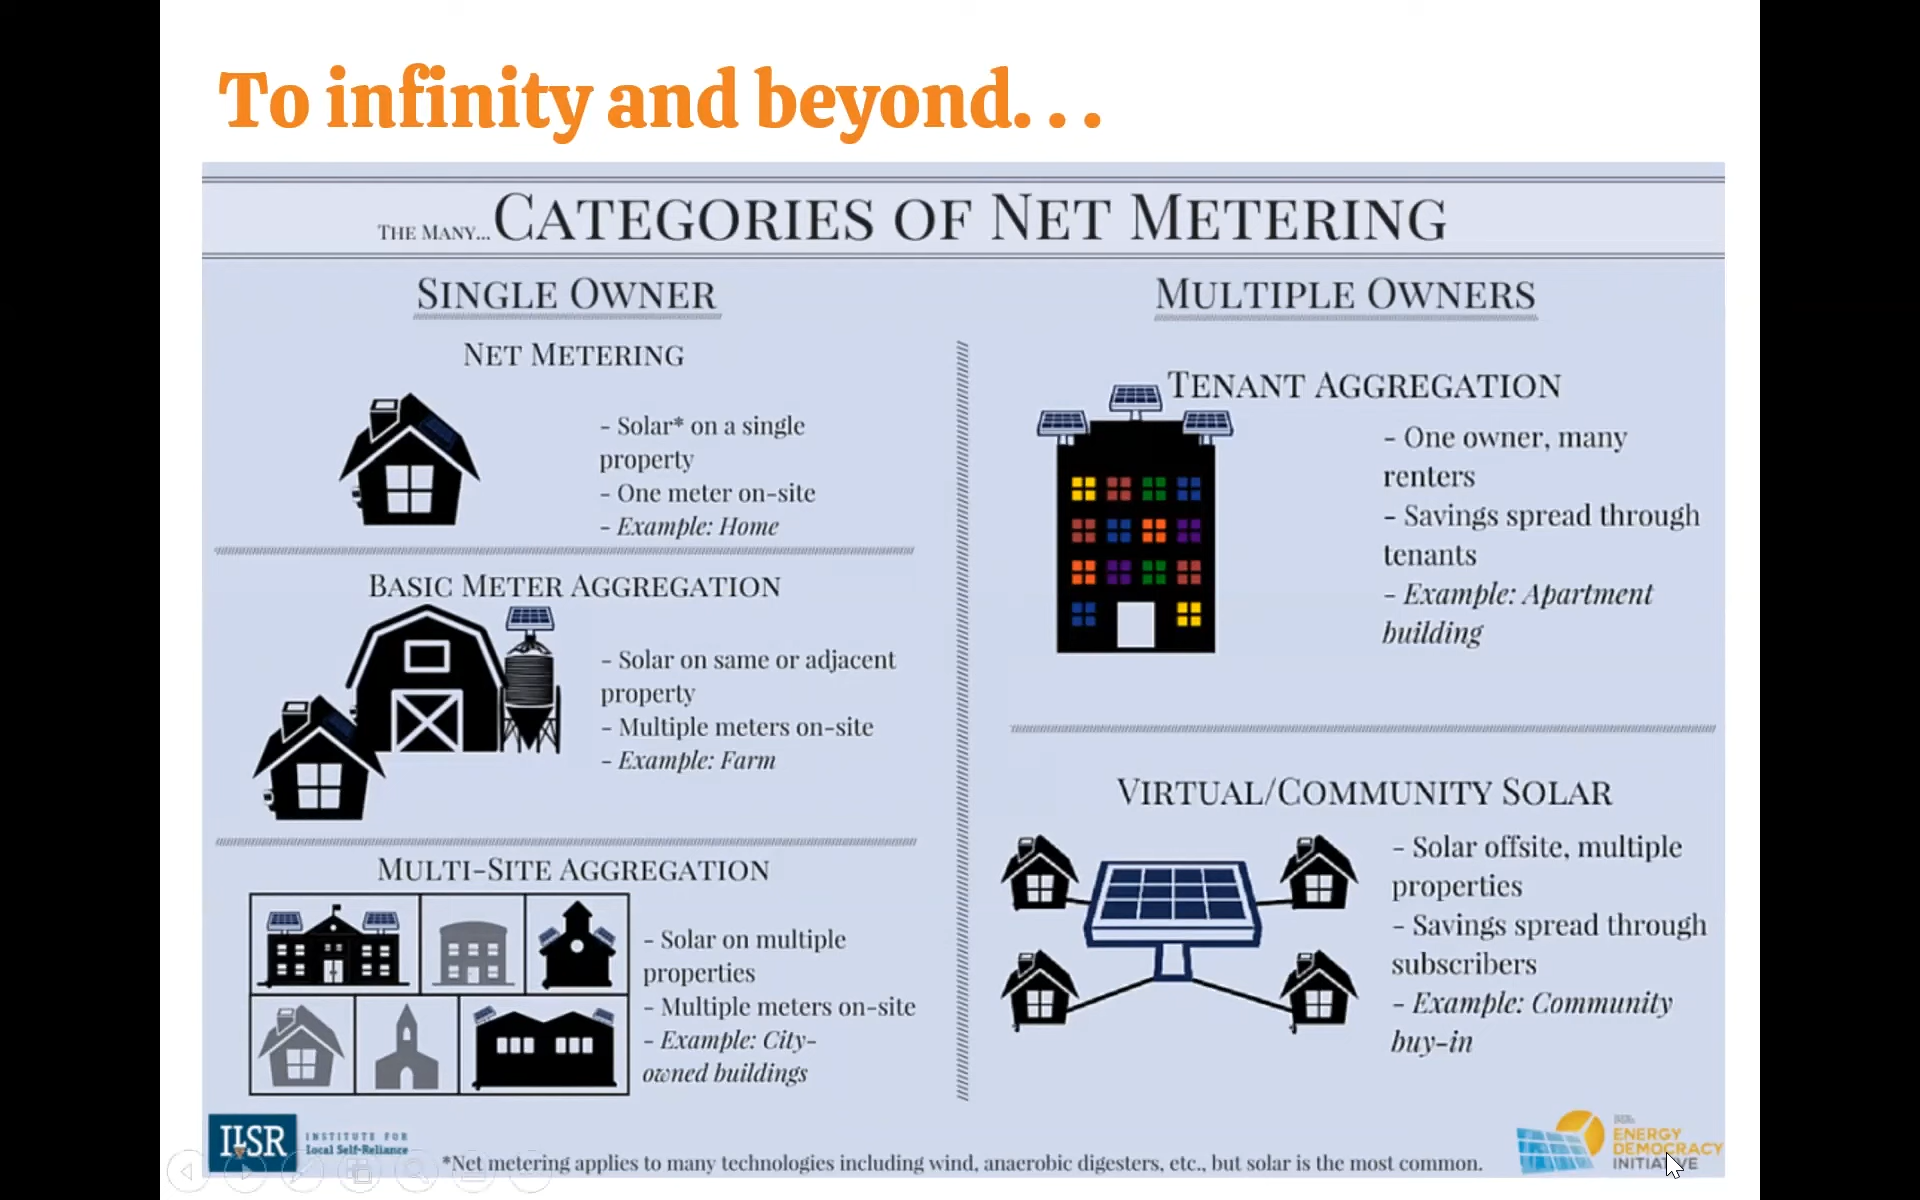 To infinity and beyond. . .
The Many... Categories of Net Metering
Single Owner
Net Metering
- Solar* on a single
property
- One meter on-site
- Example: Home
Basic Meter Aggregation
- Solar on same or adjacent
property
- Multiple meters on-site
- Example: Farm
Multi-Site Aggregation
- Solar on multiple
properties
- Multiple meters on-site
- Example: City-
owned buildings
Multiple Owners
Tenant Aggregation
- One owner, many
renters
- Savings spread through
tenants
- Example: Apartment
building
Virtual/Community Solar
- Solar offsite, multiple
properties
- Savings spread through
subscribers
- Example: Community
buy-in
ILSR
INSTITUTE FOR
Local Self-Reliance
*Net metering applies to many technologies including wind, anaerobic digesters, etc., but solar is the most common.
ENERGY
DEMOCRACY
INITIATIVE